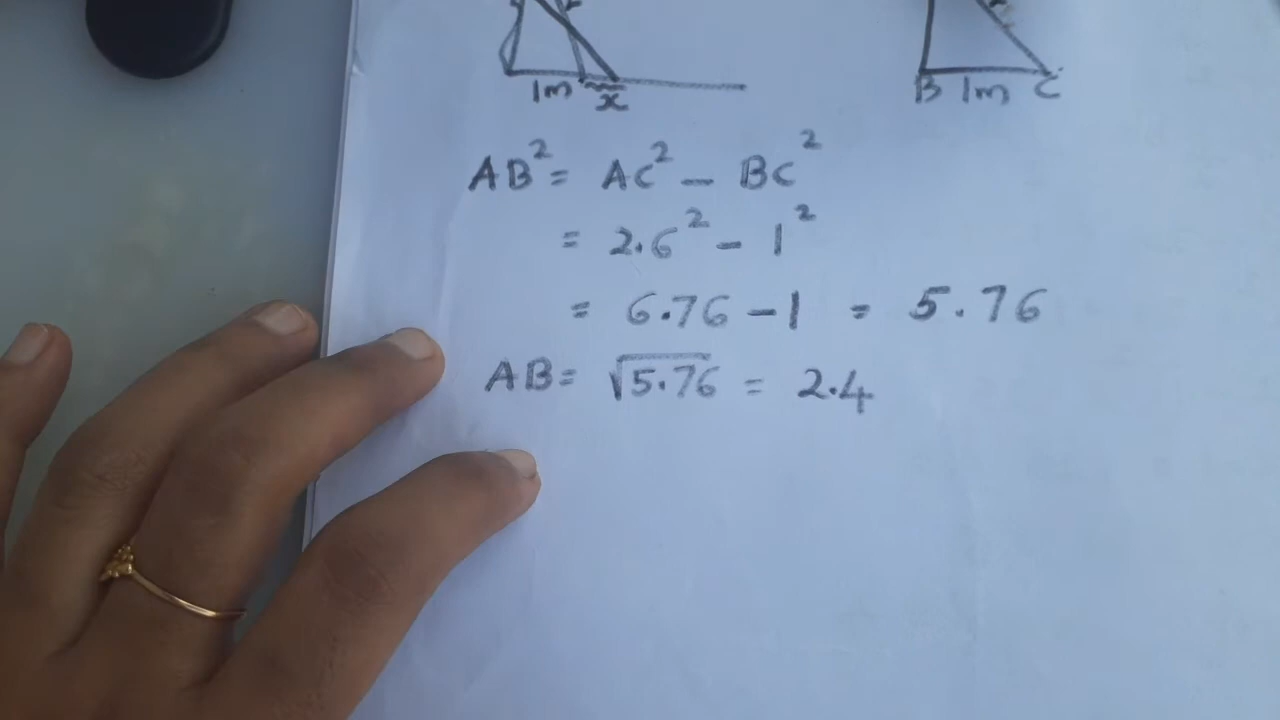 1m x
B 1m C
AB² = AC² - BC²
= 2.6² - 1²
= 6.76 - 1 = 5.76
AB = √5.76 = 2.4